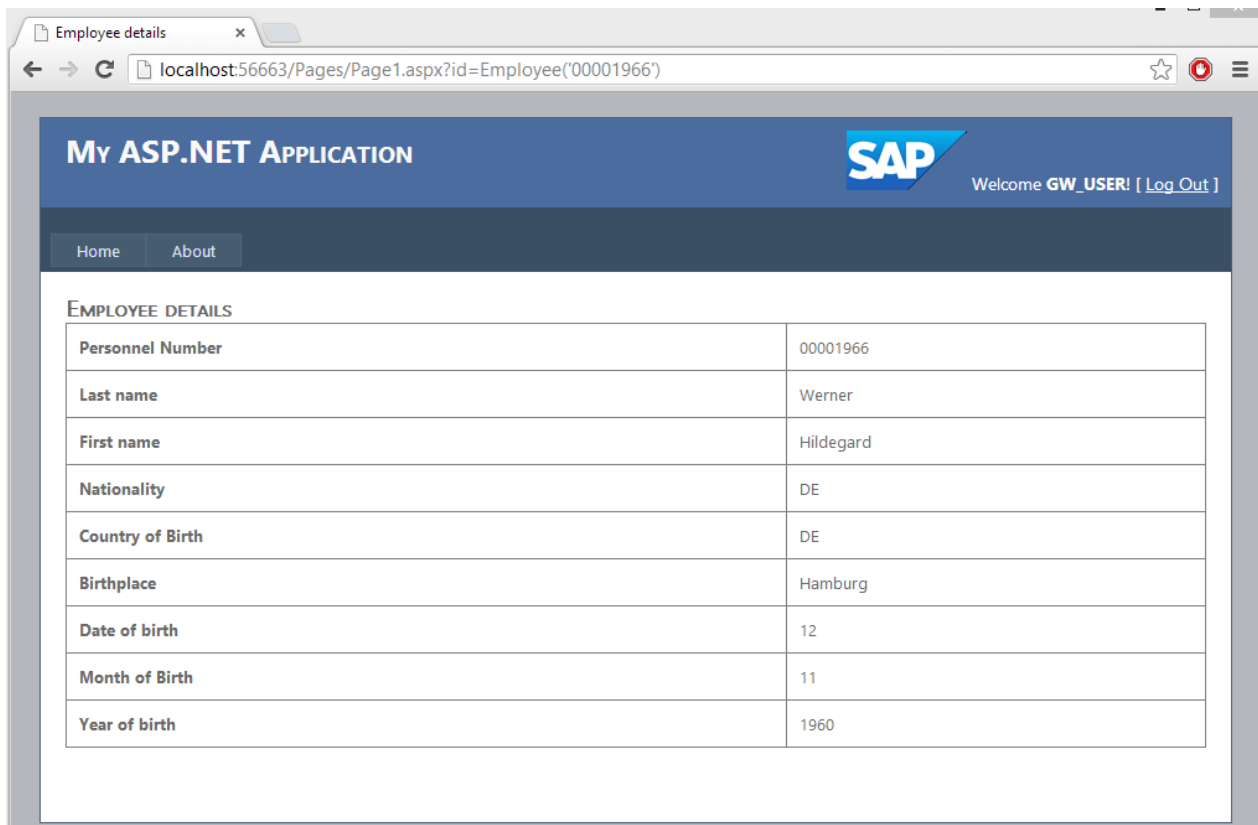 Employee details
localhost:56663/Pages/Page1.aspx?id=Employee('00001966')
My ASP.NET Application
SAP
Welcome GW_USER! [ Log Out ]
Home About
Employee details
Personnel Number 00001966
Last name Werner
First name Hildegard
Nationality DE
Country of Birth DE
Birthplace Hamburg
Date of birth 12
Month of Birth 11
Year of birth 1960